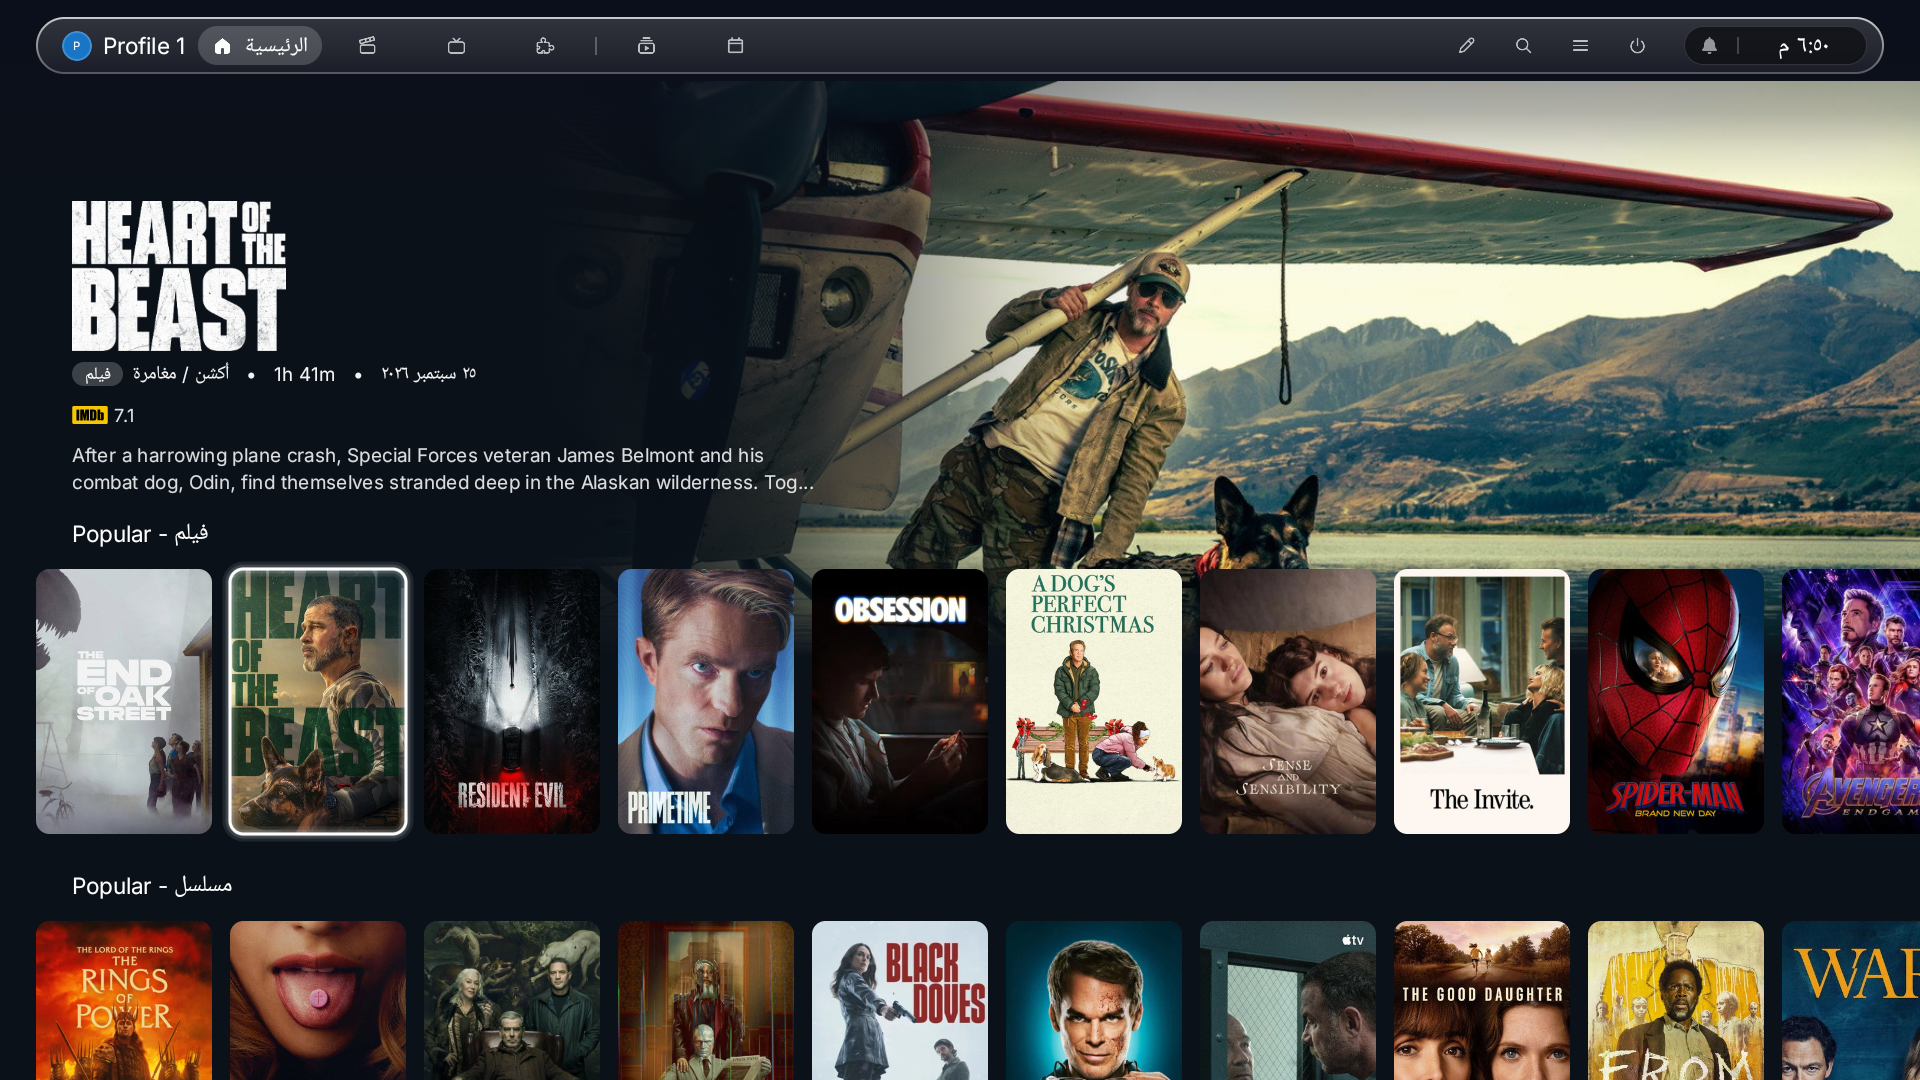 P Profile 1 الرئيسية ٦:٥٠ م
HEART OF THE BEAST
فيلم أكشن / مغامرة • 1h 41m • ٢٥ سبتمبر ٢٠٢٦
IMDb 7.1
After a harrowing plane crash, Special Forces veteran James Belmont and his
combat dog, Odin, find themselves stranded deep in the Alaskan wilderness. Tog...
Popular - فيلم
THE END OF OAK STREET
HEART OF THE BEAST
RESIDENT EVIL
PRIMETIME
OBSESSION
A DOG'S PERFECT CHRISTMAS
SENSE AND SENSIBILITY
The Invite.
SPIDER-MAN
BRAND NEW DAY
AVENGER
ENDGAM
Popular - مسلسل
THE LORD OF THE RINGS
THE RINGS OF POWER
BLACK DOVES
tv
THE GOOD DAUGHTER
FROM
WAR